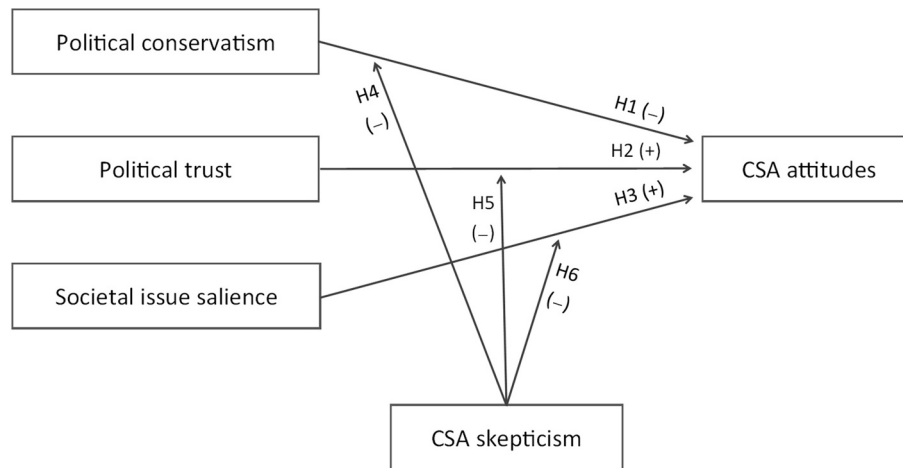 Political conservatism
H4
(–)
H1 (–)
Political trust
H2 (+)
CSA attitudes
H5
(–)
H3 (+)
Societal issue salience
H6
(–)
CSA skepticism